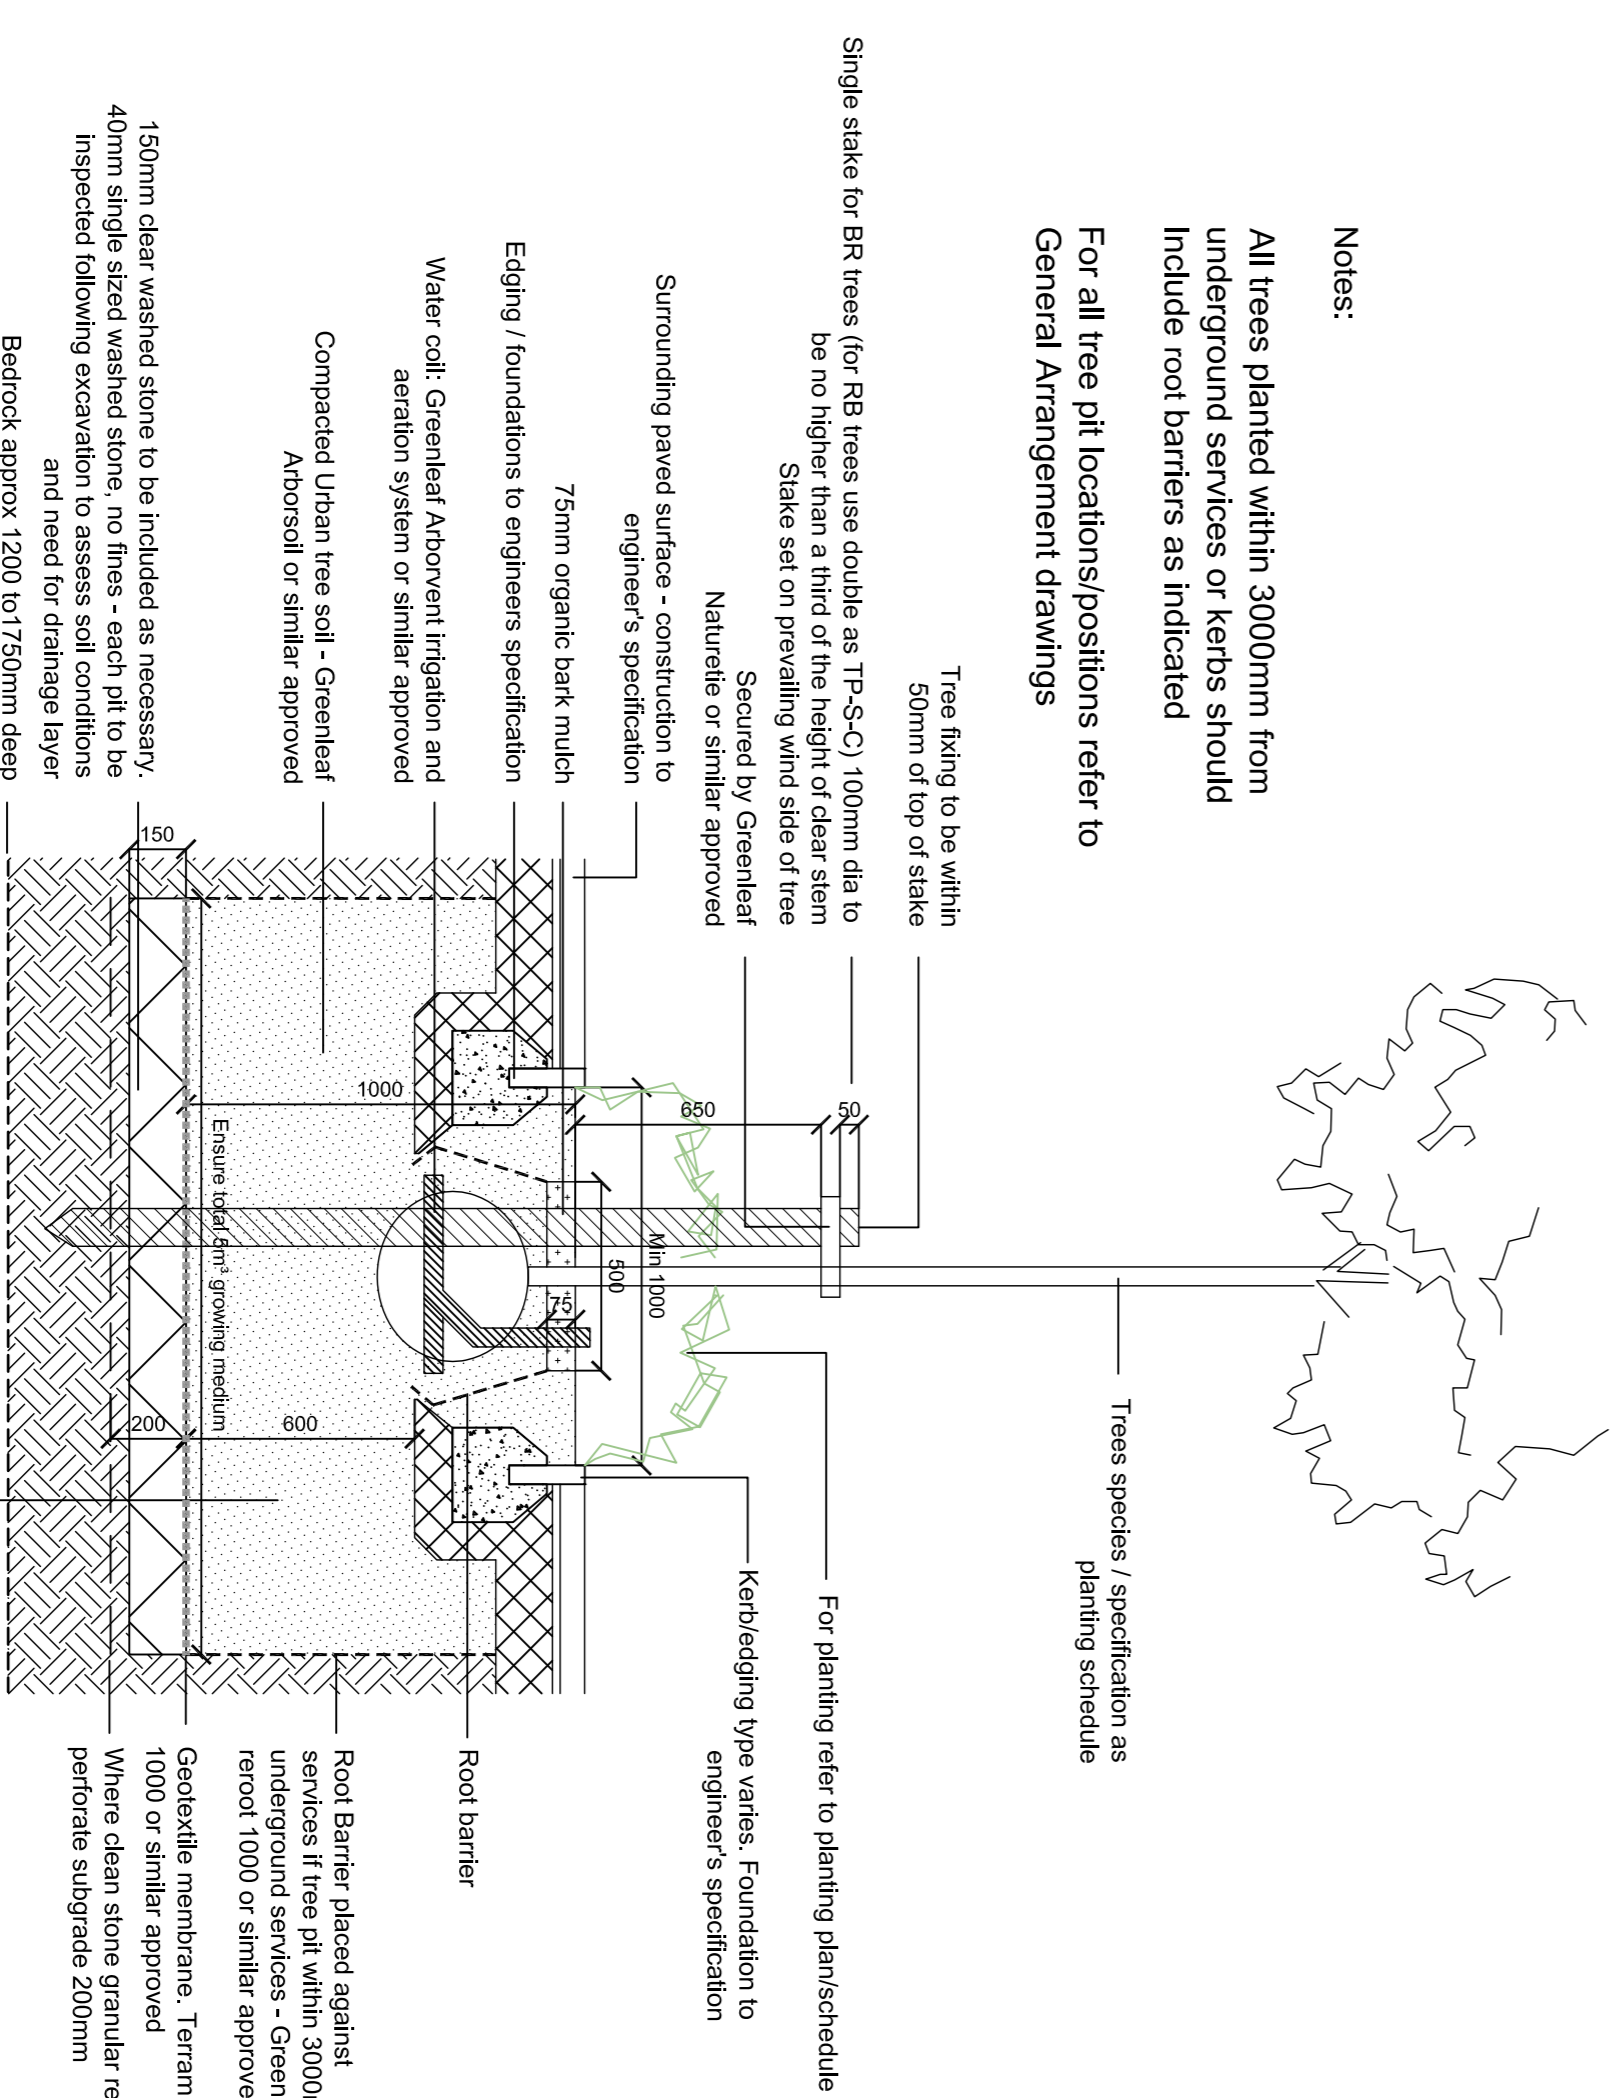 Notes:
All trees planted within 3000mm from
underground services or kerbs should
Include root barriers as indicated
For all tree pit locations/positions refer to
General Arrangement drawings
Tree fixing to be within
50mm of top of stake
Single stake for BR trees (for RB trees use double as TP-S-C) 100mm dia to
be no higher than a third of the height of clear stem
Stake set on prevailing wind side of tree
Secured by Greenleaf
Naturetie or similar approved
Surrounding paved surface - construction to
engineer's specification
75mm organic bark mulch
Edging / foundations to engineers specification
Water coil: Greenleaf Arborvent irrigation and
aeration system or similar approved
Compacted Urban tree soil - Greenleaf
Arborsoil or similar approved
150mm clear washed stone to be included as necessary.
40mm single sized washed stone, no fines - each pit to be
inspected following excavation to assess soil conditions
and need for drainage layer
Bedrock approx 1200 to1750mm deep
50
650
Min 1000
500
75
1000
Ensure total 5m³ growing medium
600
200
150
Trees species / specification as
planting schedule
For planting refer to planting plan/schedule
Kerb/edging type varies. Foundation to
engineer's specification
Root barrier
Root Barrier placed against
services if tree pit within 3000
underground services - Green
reroot 1000 or similar approve
Geotextile membrane. Terram
1000 or similar approved
Where clean stone granular re
perforate subgrade 200mm